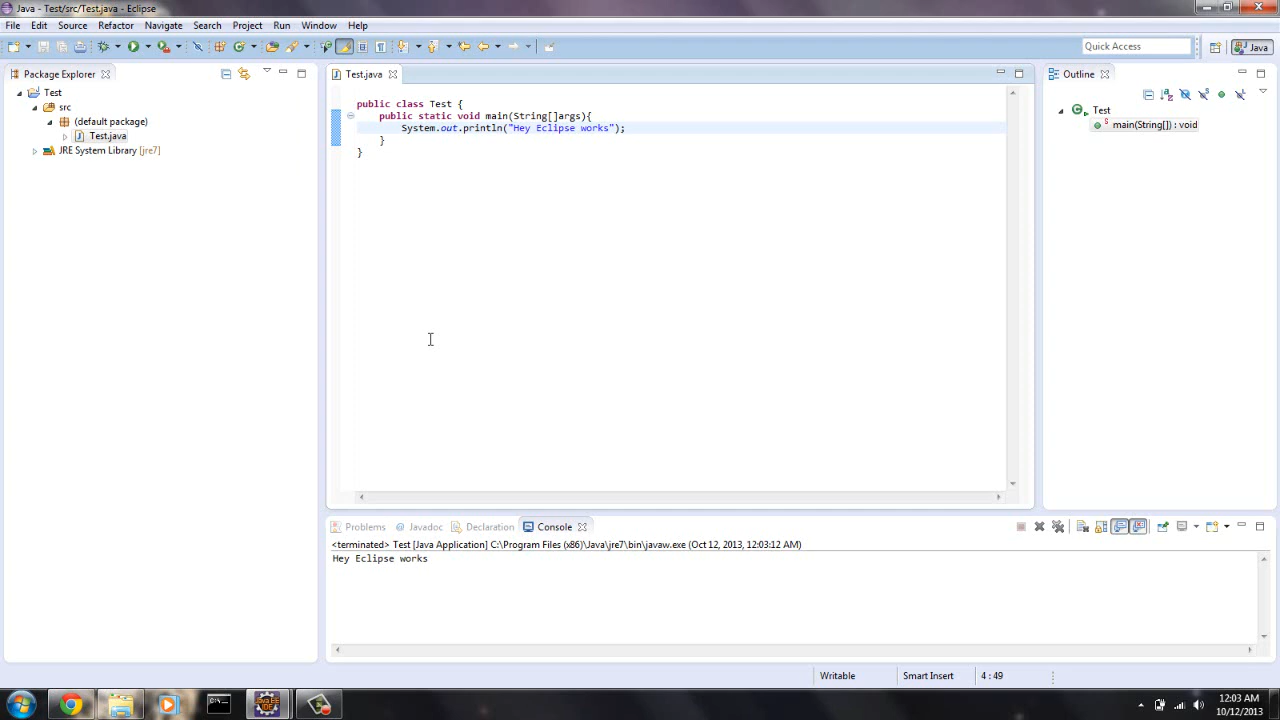 Java - Test/src/Test.java - Eclipse
File Edit Source Refactor Navigate Search Project Run Window Help
Quick Access
Java
Package Explorer
Test
src
(default package)
Test.java
JRE System Library [jre7]
Test.java
public class Test {
public static void main(String[]args){
System.out.println("Hey Eclipse works");
}
}
Outline
Test
main(String[]) : void
Problems Javadoc Declaration Console
<terminated> Test [Java Application] C:\Program Files (x86)\Java\jre7\bin\javaw.exe (Oct 12, 2013, 12:03:12 AM)
Hey Eclipse works
Writable Smart Insert 4 : 49
12:03 AM
10/12/2013